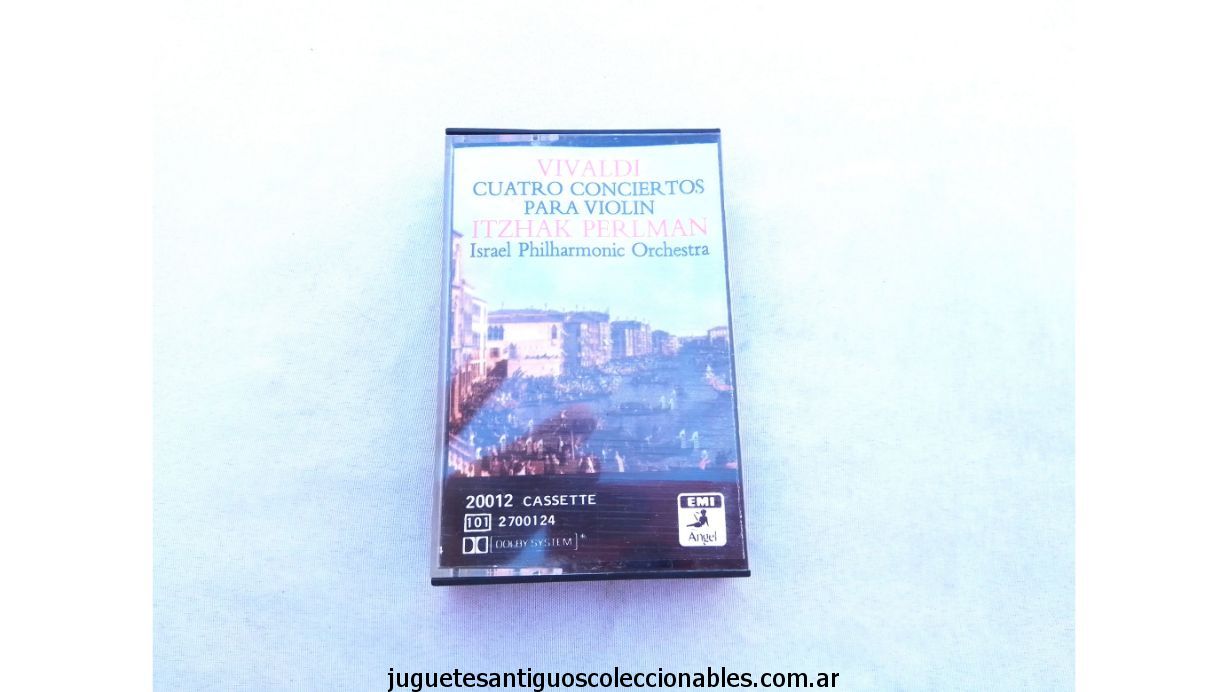 VIVALDI
CUATRO CONCIERTOS
PARA VIOLIN
ITZHAK PERLMAN
Israel Philharmonic Orchestra
20012 CASSETTE
101 2700124
DOLBY SYSTEM
EMI
Angel
juguetesantiguoscoleccionables.com.ar